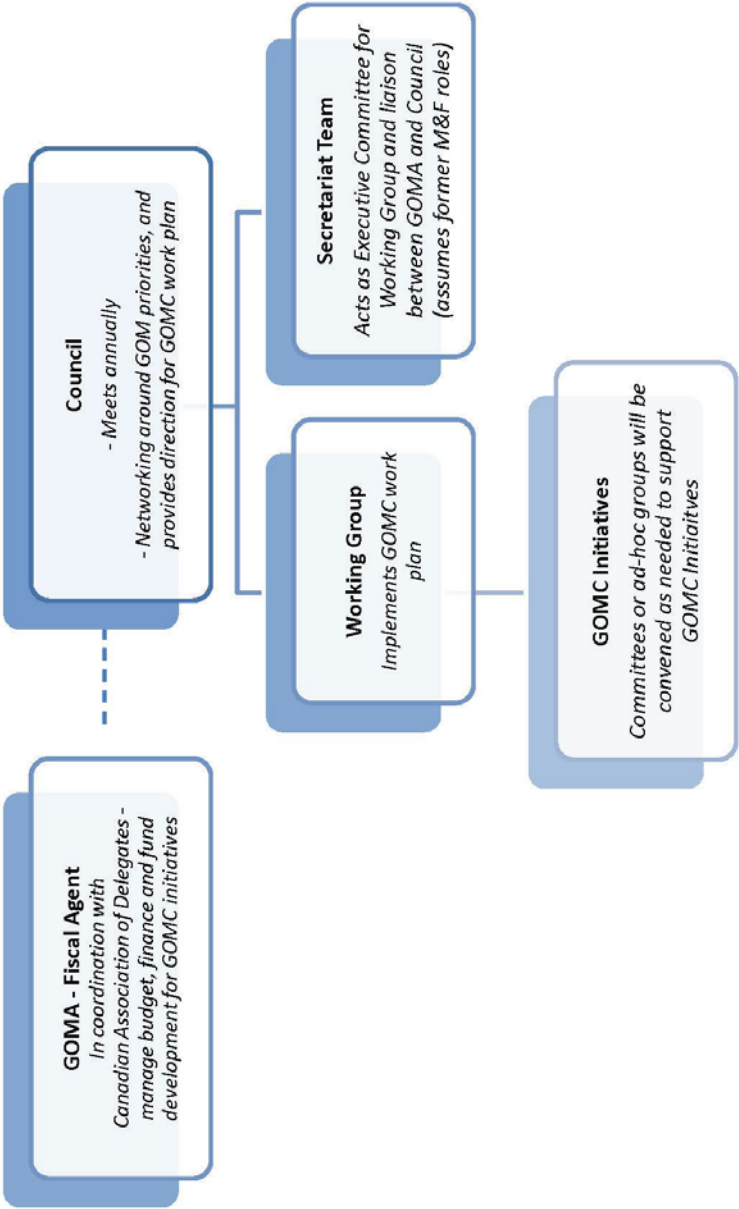 GOMA - Fiscal Agent
In coordination with
Canadian Association of Delegates -
manage budget, finance and fund
development for GOMC initiatives
Council
- Meets annually
- Networking around GOM priorities, and
provides direction for GOMC work plan
Working Group
Implements GOMC work
plan
Secretariat Team
Acts as Executive Committee for
Working Group and liaison
between GOMA and Council
(assumes former M&F roles)
GOMC Initiatives
Committees or ad-hoc groups will be
convened as needed to support
GOMC Initiaitves